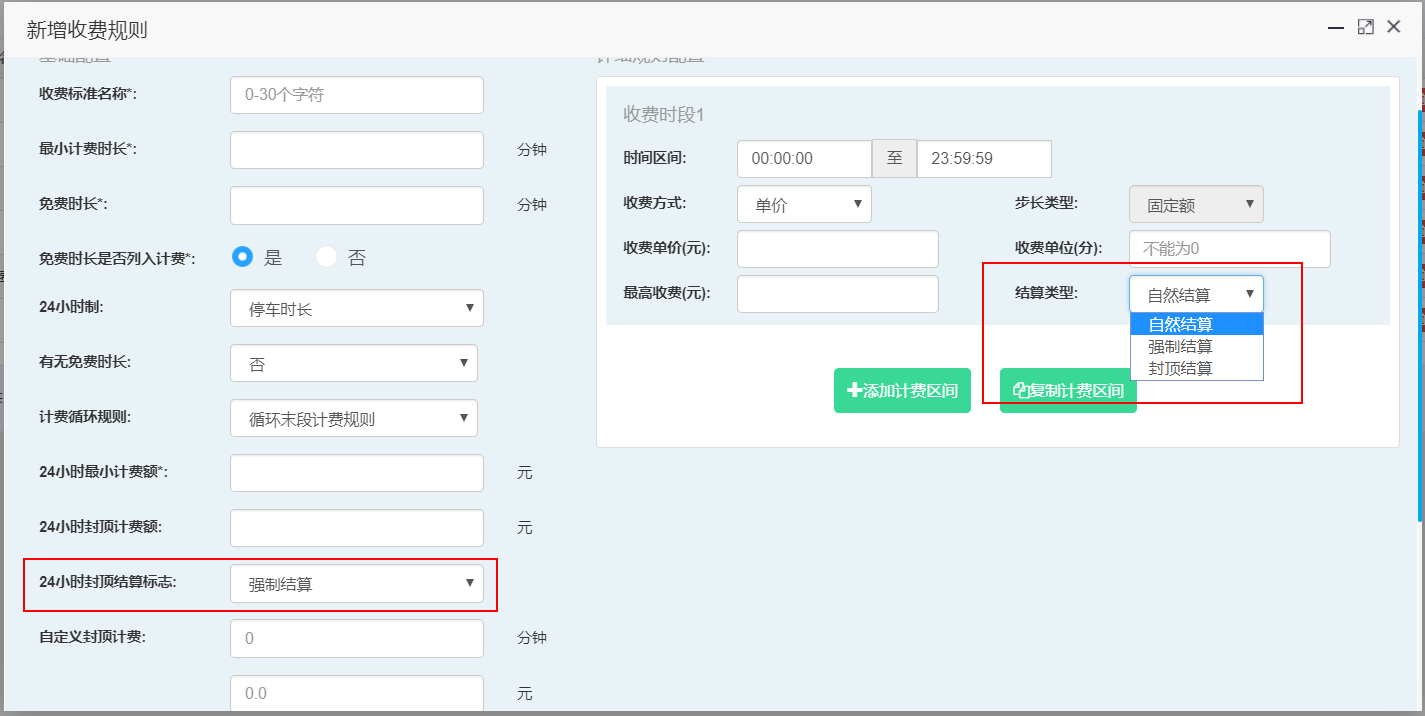 新增收费规则
基础配置
收费标准名称*:
0-30个字符
最小计费时长*:
分钟
免费时长*:
分钟
免费时长是否列入计费*:
是
否
24小时制:
停车时长
有无免费时长:
否
计费循环规则:
循环末段计费规则
24小时最小计费额*:
元
24小时封顶计费额:
元
24小时封顶结算标志:
强制结算
自定义封顶计费:
0
分钟
0.0
元
详细规则配置
收费时段1
时间区间:
00:00:00
至
23:59:59
收费方式:
单价
步长类型:
固定额
收费单价(元):
收费单位(分):
不能为0
最高收费(元):
结算类型:
自然结算
自然结算
强制结算
封顶结算
添加计费区间
复制计费区间